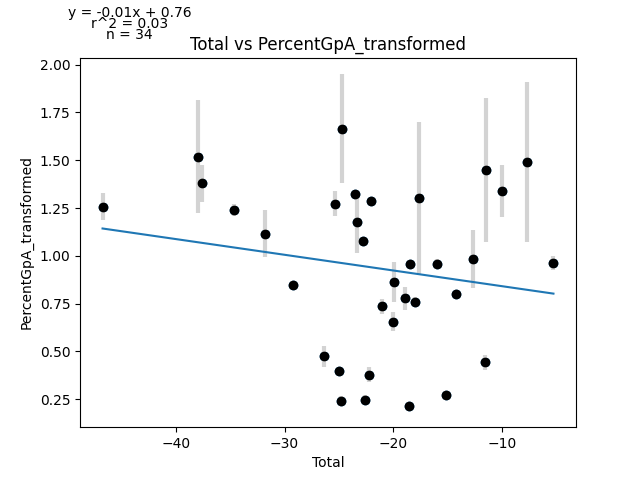 y = -0.01x + 0.76
r^2 = 0.03
n = 34
Total vs PercentGpA_transformed
PercentGpA_transformed
2.00
1.75
1.50
1.25
1.00
0.75
0.50
0.25
−40
−30
−20
−10
Total